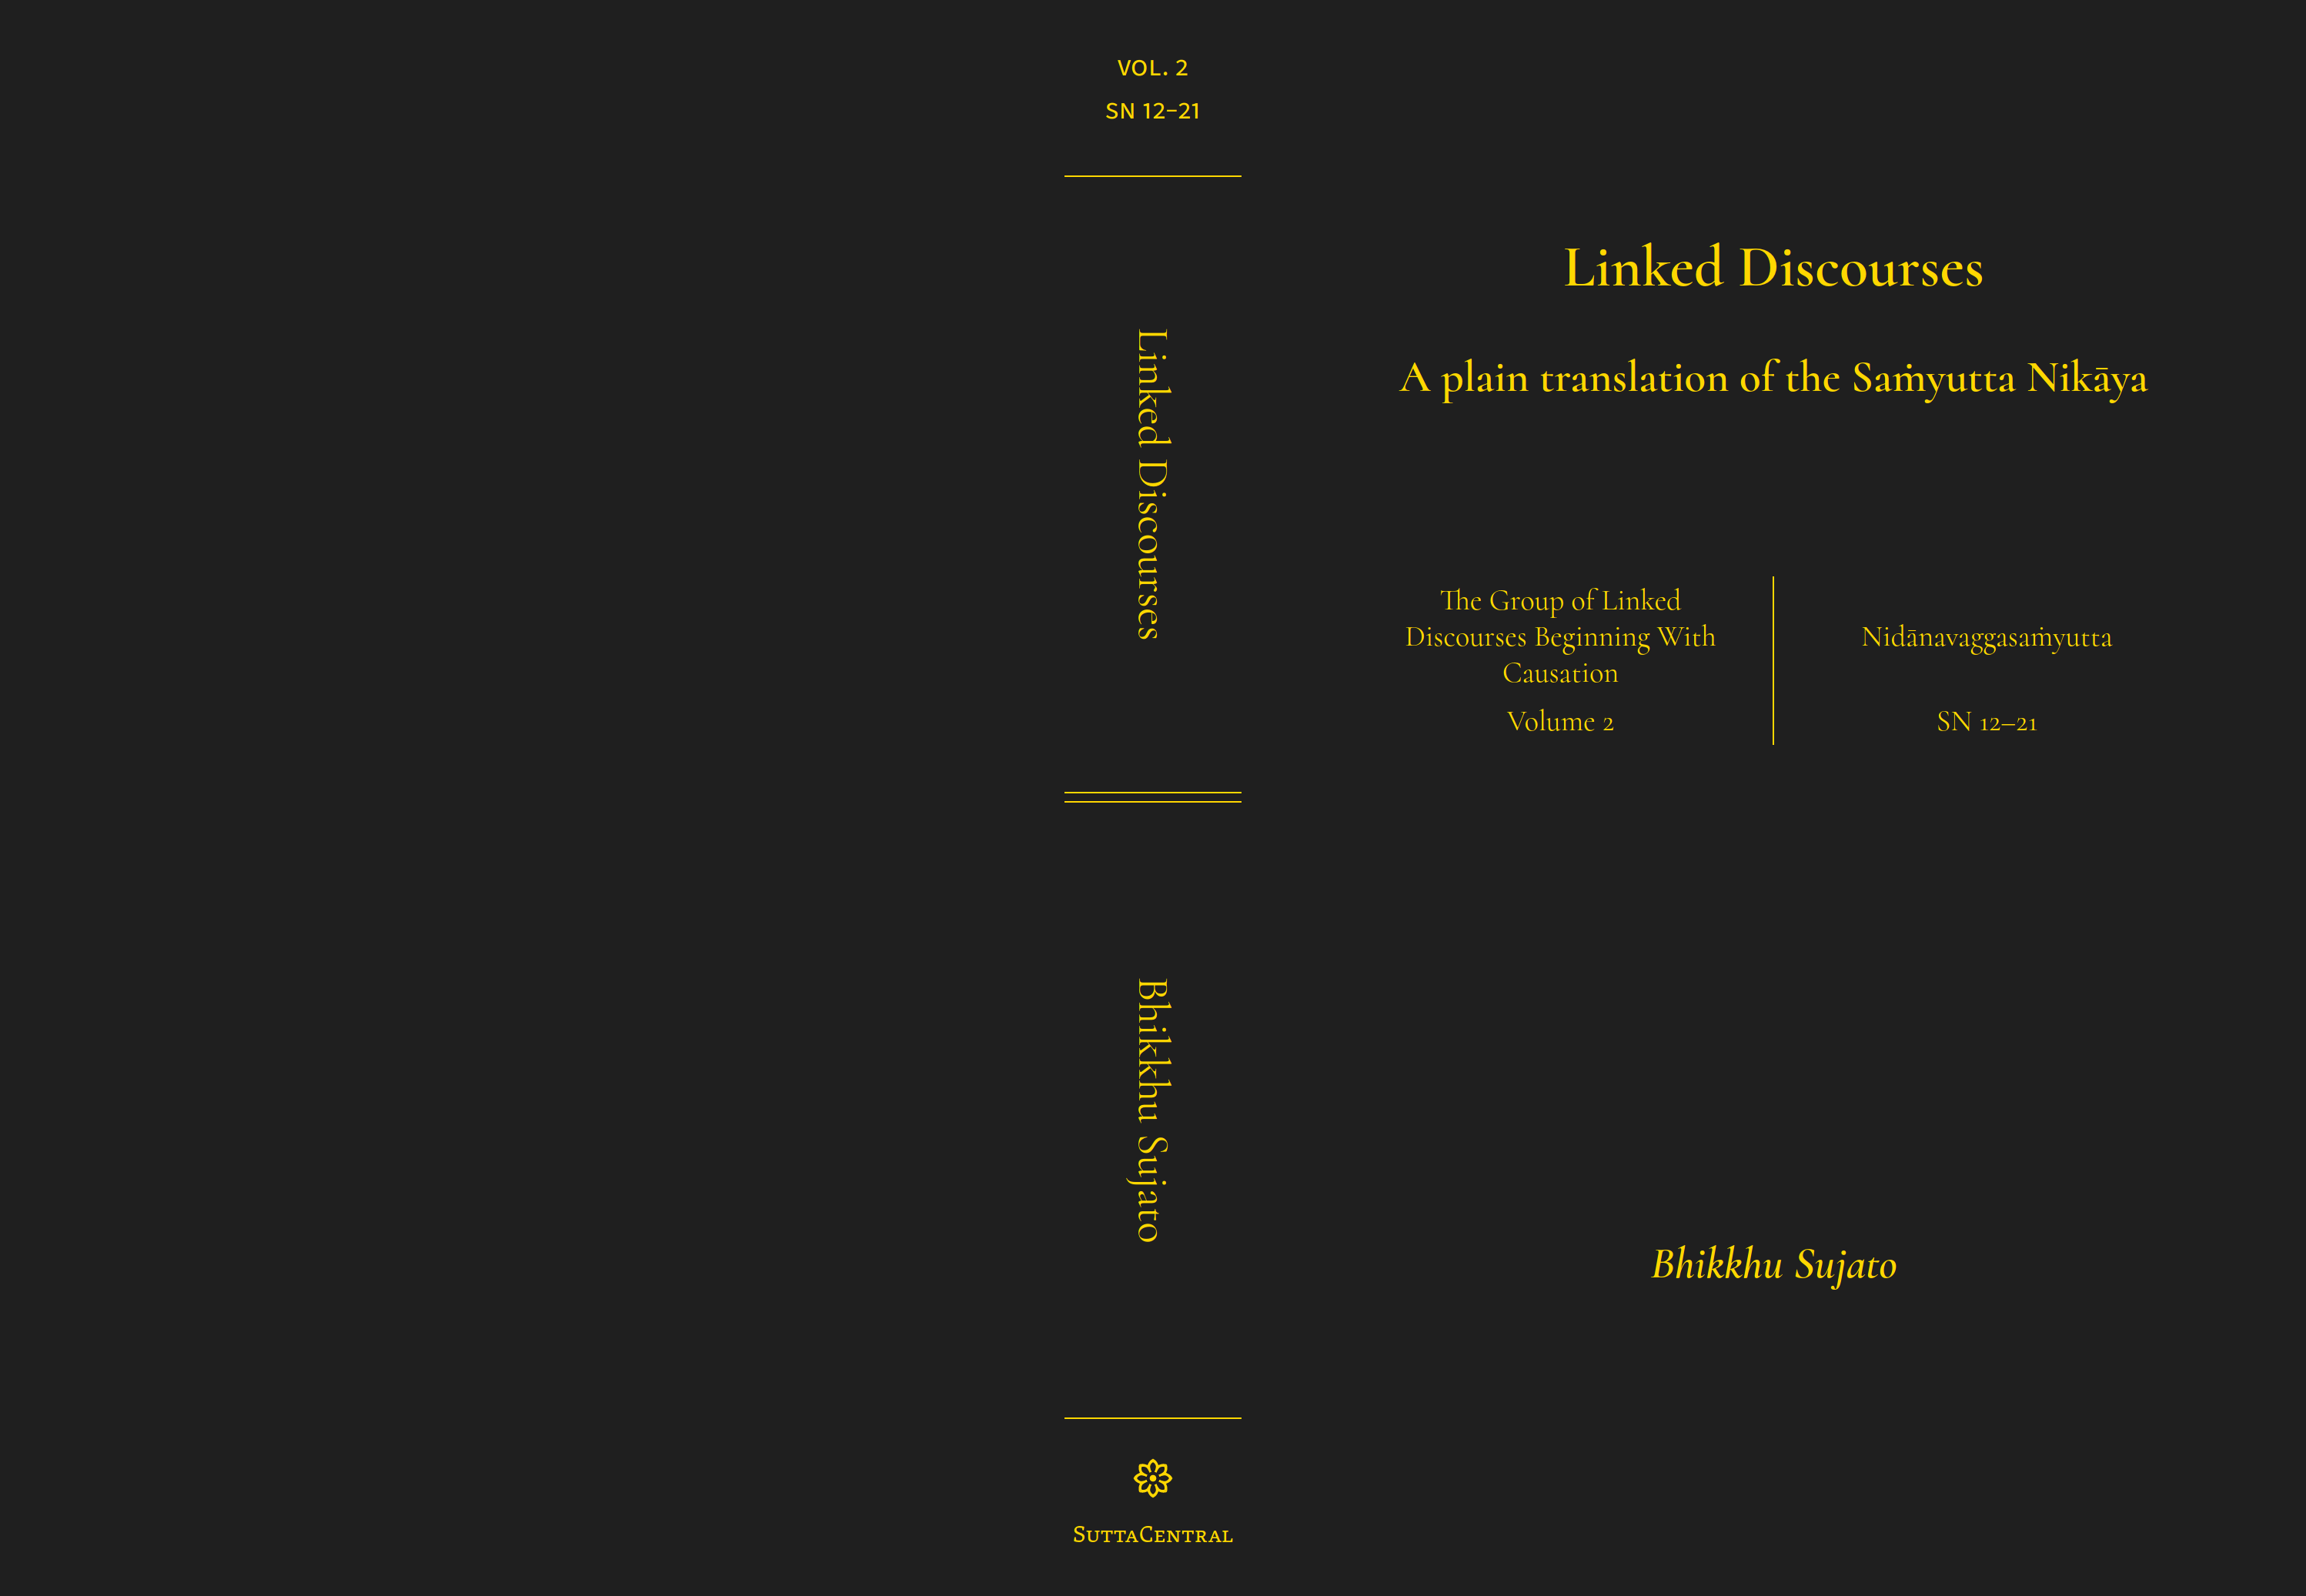 VOL. 2
SN 12–21
Linked Discourses
Bhikkhu Sujato
SuttaCentral
Linked Discourses
A plain translation of the Saṁyutta Nikāya
The Group of Linked
Discourses Beginning With
Causation
Volume 2
Nidānavaggasaṁyutta
SN 12–21
Bhikkhu Sujato